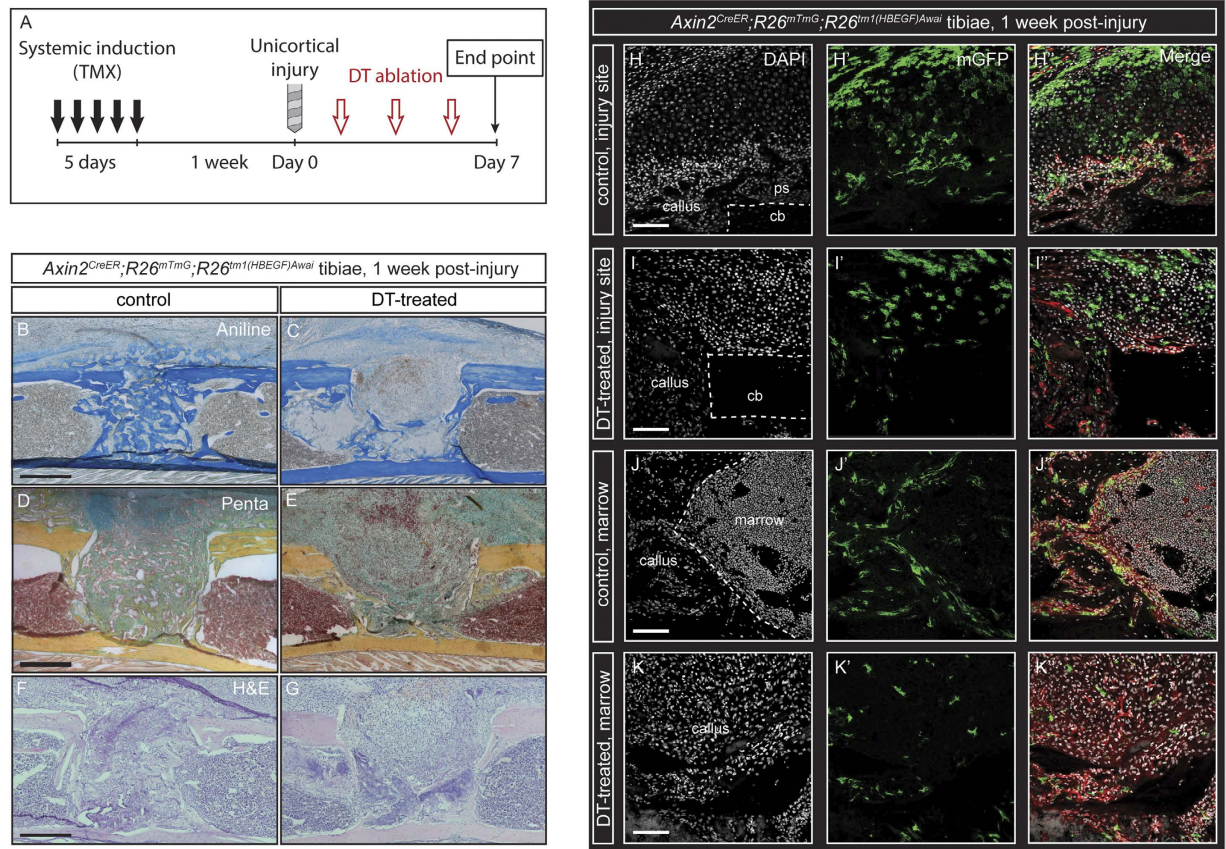 A
Systemic induction
(TMX)
Unicortical
injury
DT ablation
End point
5 days
1 week
Day 0
Day 7
Axin2CreER;R26mTmG;R26tm1(HBEGF)Awai tibiae, 1 week post-injury
control
DT-treated
B
Aniline
C
D
Penta
E
F
H&E
G
Axin2CreER;R26mTmG;R26tm1(HBEGF)Awai tibiae, 1 week post-injury
control, injury site
H
DAPI
callus
ps
cb
H'
mGFP
H"
Merge
DT-treated, injury site
I
callus
cb
I'
I"
control, marrow
J
marrow
callus
J'
J"
DT-treated, marrow
K
callus
K'
K"